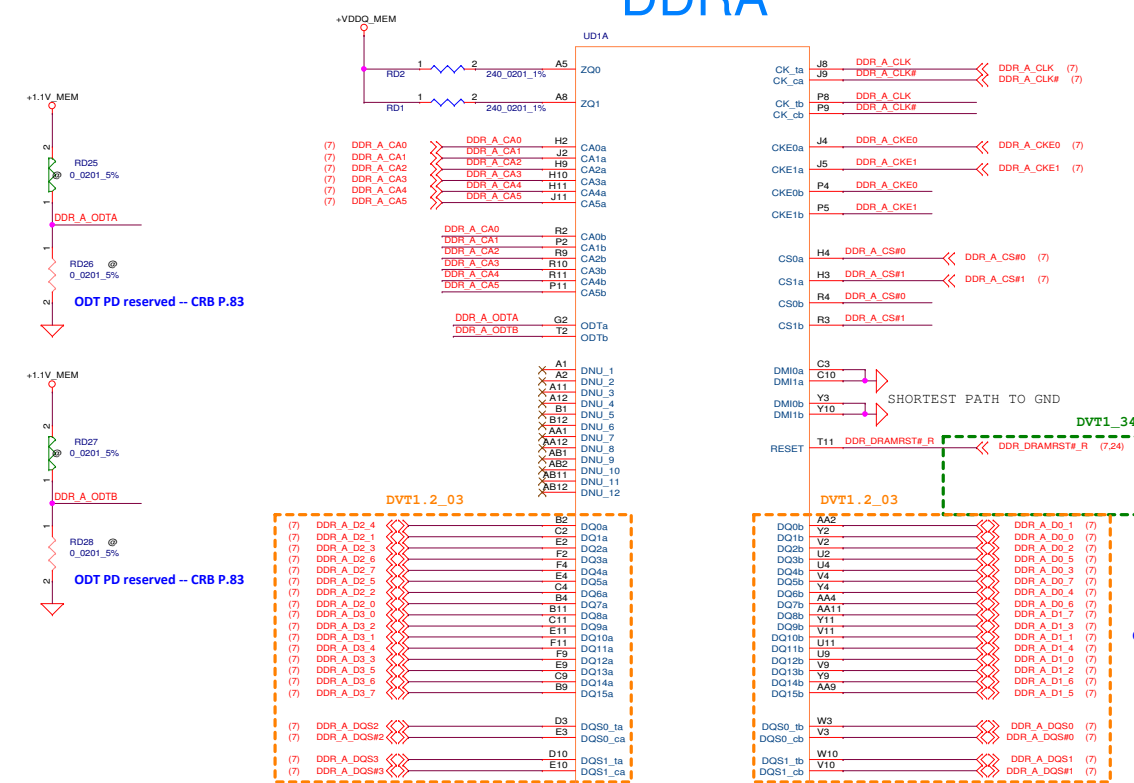 DDRA
+VDDQ_MEM
UD1A
1 2 A5 ZQ0
RD2 240_0201_1%
1 2 A8 ZQ1
RD1 240_0201_1%
(7) DDR_A_CA0 DDR_A_CA0 H2 CA0a
(7) DDR_A_CA1 DDR_A_CA1 J2 CA1a
(7) DDR_A_CA2 DDR_A_CA2 H9 CA2a
(7) DDR_A_CA3 DDR_A_CA3 H10 CA3a
(7) DDR_A_CA4 DDR_A_CA4 H11 CA4a
(7) DDR_A_CA5 DDR_A_CA5 J11 CA5a
DDR_A_CA0 R2 CA0b
DDR_A_CA1 P2 CA1b
DDR_A_CA2 R9 CA2b
DDR_A_CA3 R10 CA3b
DDR_A_CA4 R11 CA4b
DDR_A_CA5 P11 CA5b
DDR_A_ODTA G2 ODTa
DDR_A_ODTB T2 ODTb
A1 DNU_1
A2 DNU_2
A11 DNU_3
A12 DNU_4
B1 DNU_5
B12 DNU_6
AA1 DNU_7
AA12 DNU_8
AB1 DNU_9
AB2 DNU_10
AB11 DNU_11
AB12 DNU_12
+1.1V_MEM
2
RD25
@ 0_0201_5%
1
DDR_A_ODTA
1
RD26 @
0_0201_5%
2
ODT PD reserved -- CRB P.83
+1.1V_MEM
2
RD27
@ 0_0201_5%
1
DDR_A_ODTB
1
RD28 @
0_0201_5%
2
ODT PD reserved -- CRB P.83
DVT1.2_03
(7) DDR_A_D2_4 B2 DQ0a
(7) DDR_A_D2_1 C2 DQ1a
(7) DDR_A_D2_3 E2 DQ2a
(7) DDR_A_D2_6 F2 DQ3a
(7) DDR_A_D2_7 F4 DQ4a
(7) DDR_A_D2_5 E4 DQ5a
(7) DDR_A_D2_2 C4 DQ6a
(7) DDR_A_D2_0 B4 DQ7a
(7) DDR_A_D3_0 B11 DQ8a
(7) DDR_A_D3_2 C11 DQ9a
(7) DDR_A_D3_1 E11 DQ10a
(7) DDR_A_D3_4 F11 DQ11a
(7) DDR_A_D3_3 F9 DQ12a
(7) DDR_A_D3_5 E9 DQ13a
(7) DDR_A_D3_6 C9 DQ14a
(7) DDR_A_D3_7 B9 DQ15a
(7) DDR_A_DQS2 D3 DQS0_ta
(7) DDR_A_DQS#2 E3 DQS0_ca
(7) DDR_A_DQS3 D10 DQS1_ta
(7) DDR_A_DQS#3 E10 DQS1_ca
CK_ta J8 DDR_A_CLK DDR_A_CLK (7)
CK_ca J9 DDR_A_CLK# DDR_A_CLK# (7)
CK_tb P8 DDR_A_CLK
CK_cb P9 DDR_A_CLK#
CKE0a J4 DDR_A_CKE0 DDR_A_CKE0 (7)
CKE1a J5 DDR_A_CKE1 DDR_A_CKE1 (7)
CKE0b P4 DDR_A_CKE0
CKE1b P5 DDR_A_CKE1
CS0a H4 DDR_A_CS#0 DDR_A_CS#0 (7)
CS1a H3 DDR_A_CS#1 DDR_A_CS#1 (7)
CS0b R4 DDR_A_CS#0
CS1b R3 DDR_A_CS#1
DMI0a C3
DMI1a C10
DMI0b Y3
DMI1b Y10
SHORTEST PATH TO GND
DVT1_34
RESET T11 DDR_DRAMRST#_R DDR_DRAMRST#_R (7,24)
DVT1.2_03
DQ0b AA2 DDR_A_D0_1 (7)
DQ1b Y2 DDR_A_D0_0 (7)
DQ2b V2 DDR_A_D0_2 (7)
DQ3b U2 DDR_A_D0_5 (7)
DQ4b U4 DDR_A_D0_3 (7)
DQ5b V4 DDR_A_D0_7 (7)
DQ6b Y4 DDR_A_D0_4 (7)
DQ7b AA4 DDR_A_D0_6 (7)
DQ8b AA11 DDR_A_D1_7 (7)
DQ9b Y11 DDR_A_D1_3 (7)
DQ10b V11 DDR_A_D1_1 (7)
DQ11b U11 DDR_A_D1_4 (7)
DQ12b U9 DDR_A_D1_0 (7)
DQ13b V9 DDR_A_D1_2 (7)
DQ14b Y9 DDR_A_D1_6 (7)
DQ15b AA9 DDR_A_D1_5 (7)
DQS0_tb W3 DDR_A_DQS0 (7)
DQS0_cb V3 DDR_A_DQS#0 (7)
DQS1_tb W10 DDR_A_DQS1 (7)
DQS1_cb V10 DDR_A_DQS#1 (7)